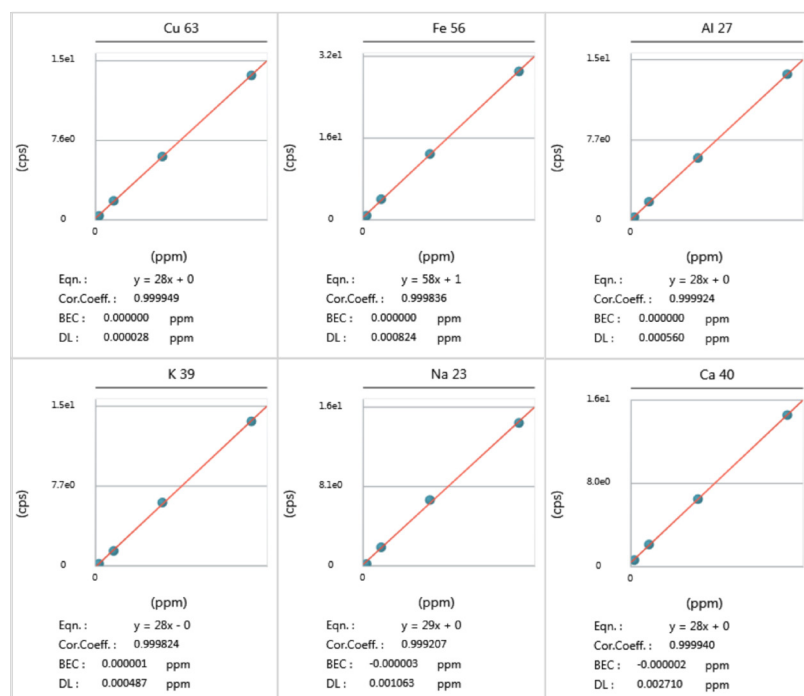 Cu 63
1.5e1
7.6e0
0
0
(cps)
(ppm)
Eqn. : y = 28x + 0
Cor.Coeff. : 0.999949
BEC : 0.000000 ppm
DL : 0.000028 ppm
Fe 56
3.2e1
1.6e1
0
0
(cps)
(ppm)
Eqn. : y = 58x + 1
Cor.Coeff. : 0.999836
BEC : 0.000000 ppm
DL : 0.000824 ppm
Al 27
1.5e1
7.7e0
0
0
(cps)
(ppm)
Eqn. : y = 28x + 0
Cor.Coeff. : 0.999924
BEC : 0.000000 ppm
DL : 0.000560 ppm
K 39
1.5e1
7.7e0
0
0
(cps)
(ppm)
Eqn. : y = 28x - 0
Cor.Coeff. : 0.999824
BEC : 0.000001 ppm
DL : 0.000487 ppm
Na 23
1.6e1
8.1e0
0
0
(cps)
(ppm)
Eqn. : y = 29x + 0
Cor.Coeff. : 0.999207
BEC : -0.000003 ppm
DL : 0.001063 ppm
Ca 40
1.6e1
8.0e0
0
0
(cps)
(ppm)
Eqn. : y = 28x + 0
Cor.Coeff. : 0.999940
BEC : -0.000002 ppm
DL : 0.002710 ppm